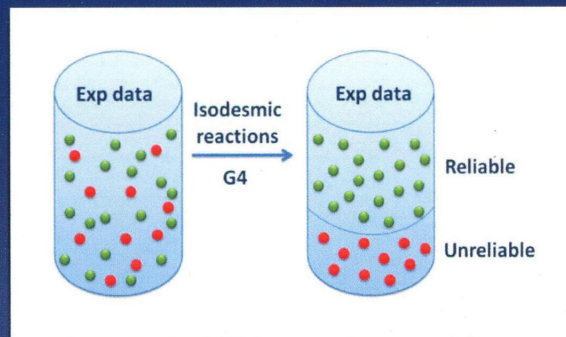 Exp data
Isodesmic
reactions
G4
Exp data
Reliable
Unreliable